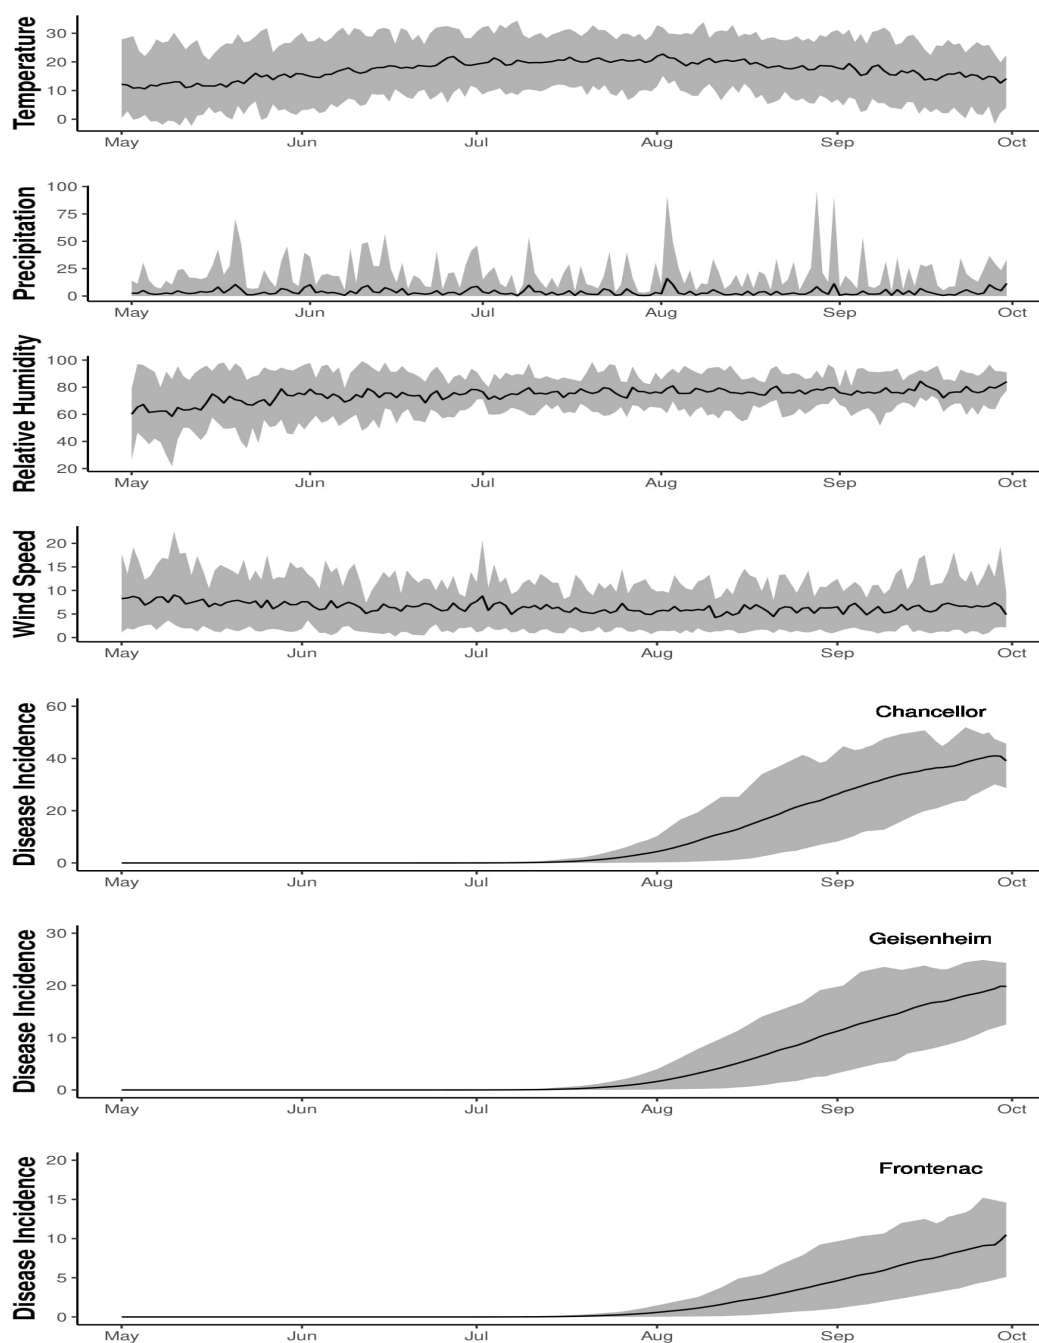 Temperature
30
20
10
0
May Jun Jul Aug Sep Oct
Precipitation
100
75
50
25
0
May Jun Jul Aug Sep Oct
Relative Humidity
100
80
60
40
20
May Jun Jul Aug Sep Oct
Wind Speed
20
15
10
5
0
May Jun Jul Aug Sep Oct
Disease Incidence
Chancellor
60
40
20
0
May Jun Jul Aug Sep Oct
Disease Incidence
Geisenheim
30
20
10
0
May Jun Jul Aug Sep Oct
Disease Incidence
Frontenac
20
15
10
5
0
May Jun Jul Aug Sep Oct